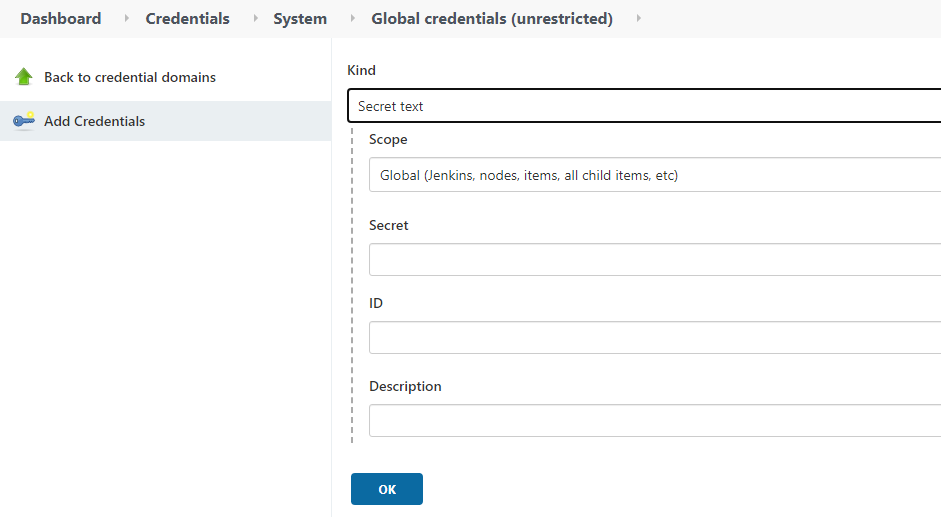 Dashboard Credentials System Global credentials (unrestricted)
Back to credential domains
Add Credentials
Kind
Secret text
Scope
Global (Jenkins, nodes, items, all child items, etc)
Secret
ID
Description
OK